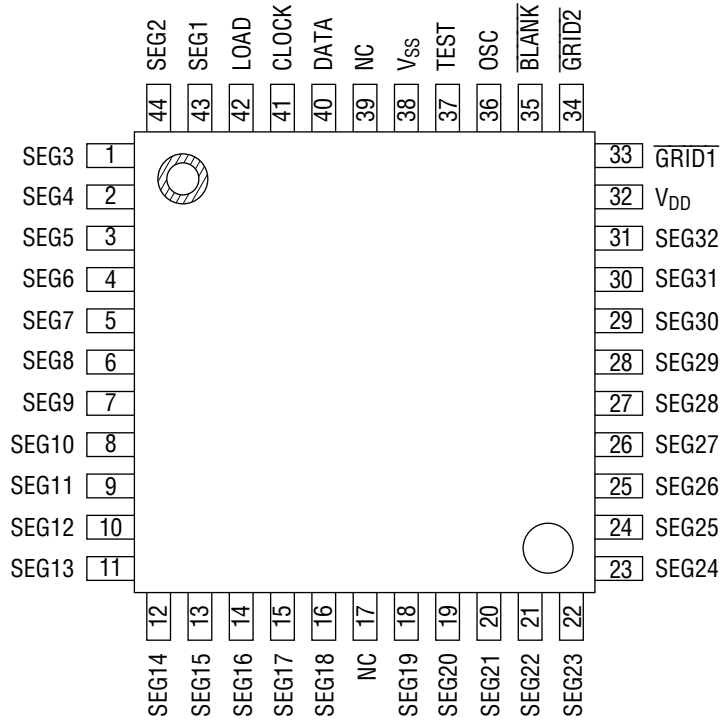 SEG2 SEG1 LOAD CLOCK DATA NC VSS TEST OSC BLANK GRID2
44 43 42 41 40 39 38 37 36 35 34
SEG3 1 33 GRID1
SEG4 2 32 VDD
SEG5 3 31 SEG32
SEG6 4 30 SEG31
SEG7 5 29 SEG30
SEG8 6 28 SEG29
SEG9 7 27 SEG28
SEG10 8 26 SEG27
SEG11 9 25 SEG26
SEG12 10 24 SEG25
SEG13 11 23 SEG24
12 13 14 15 16 17 18 19 20 21 22
SEG14 SEG15 SEG16 SEG17 SEG18 NC SEG19 SEG20 SEG21 SEG22 SEG23